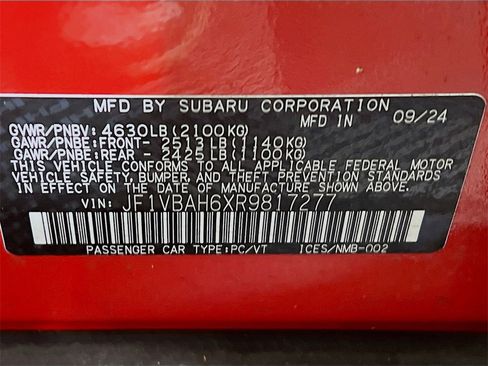 MFD BY SUBARU CORPORATION
MFD IN 09/24
GVWR/PNBV: 4630LB(2100KG)
GAWR/PNBE:FRONT- 2513LB(1140KG)
GAWR/PNBE:REAR - 2425LB(1100KG)
THIS VEHICLE CONFORMS TO ALL APPLICABLE FEDERAL MOTOR
VEHICLE SAFETY, BUMPER, AND THEFT PREVENTION STANDARDS
IN EFFECT ON THE DATE OF MANUFACTURE SHOWN ABOVE.
VIN: JF1VBAH6XR9817277
PASSENGER CAR TYPE:PC/VT ICES/NMB-002